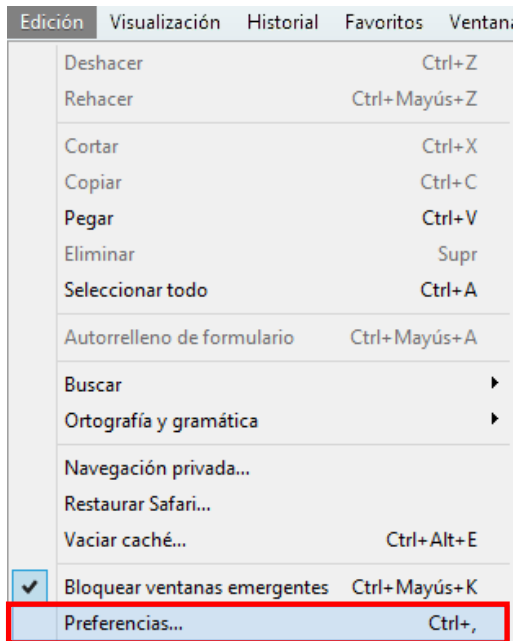 Edición Visualización Historial Favoritos Ventana
Deshacer Ctrl+Z
Rehacer Ctrl+Mayús+Z
Cortar Ctrl+X
Copiar Ctrl+C
Pegar Ctrl+V
Eliminar Supr
Seleccionar todo Ctrl+A
Autorrelleno de formulario Ctrl+Mayús+A
Buscar
Ortografía y gramática
Navegación privada...
Restaurar Safari...
Vaciar caché... Ctrl+Alt+E
Bloquear ventanas emergentes Ctrl+Mayús+K
Preferencias... Ctrl+,